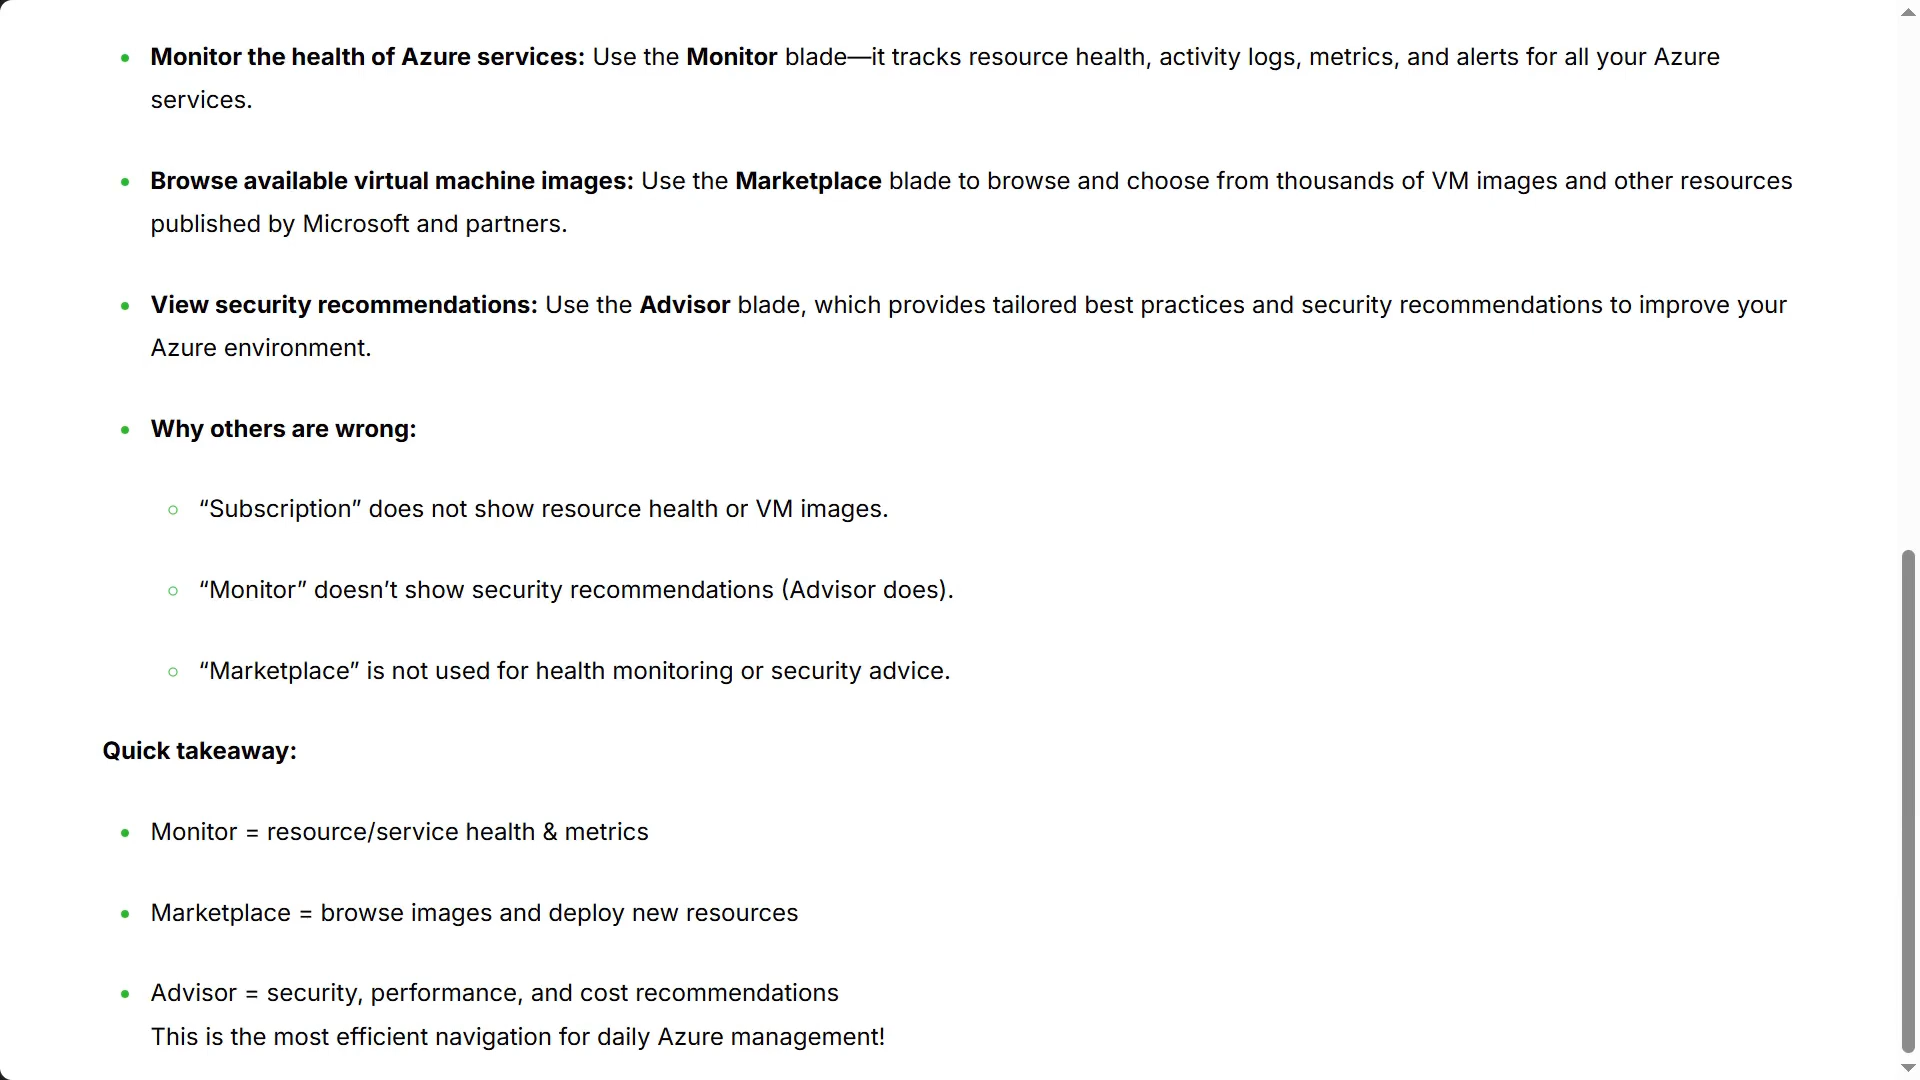 Monitor the health of Azure services: Use the Monitor blade—it tracks resource health, activity logs, metrics, and alerts for all your Azure
services.
Browse available virtual machine images: Use the Marketplace blade to browse and choose from thousands of VM images and other resources
published by Microsoft and partners.
View security recommendations: Use the Advisor blade, which provides tailored best practices and security recommendations to improve your
Azure environment.
Why others are wrong:
“Subscription” does not show resource health or VM images.
“Monitor” doesn’t show security recommendations (Advisor does).
“Marketplace” is not used for health monitoring or security advice.
Quick takeaway:
Monitor = resource/service health & metrics
Marketplace = browse images and deploy new resources
Advisor = security, performance, and cost recommendations
This is the most efficient navigation for daily Azure management!